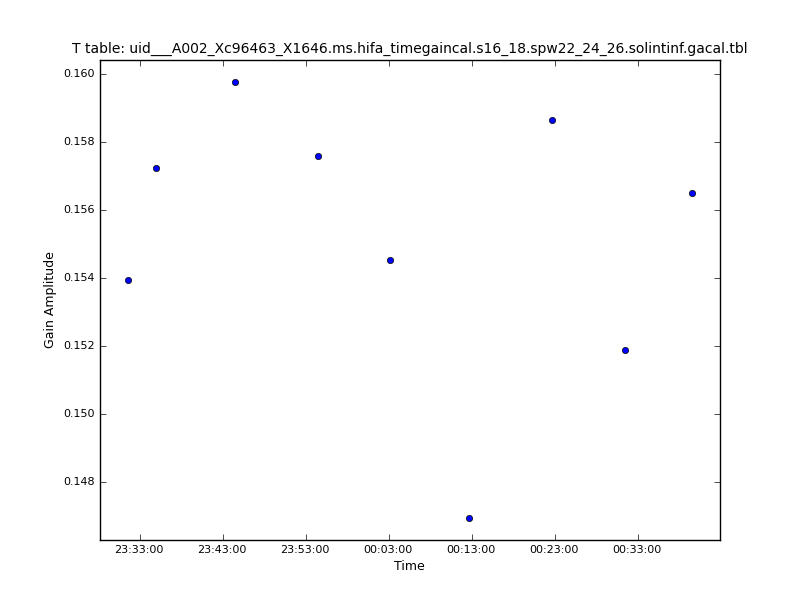 T table: uid___A002_Xc96463_X1646.ms.hifa_timegaincal.s16_18.spw22_24_26.solintinf.gacal.tbl
0.160
0.158
0.156
0.154
0.152
0.150
0.148
Gain Amplitude
23:33:00 23:43:00 23:53:00 00:03:00 00:13:00 00:23:00 00:33:00
Time